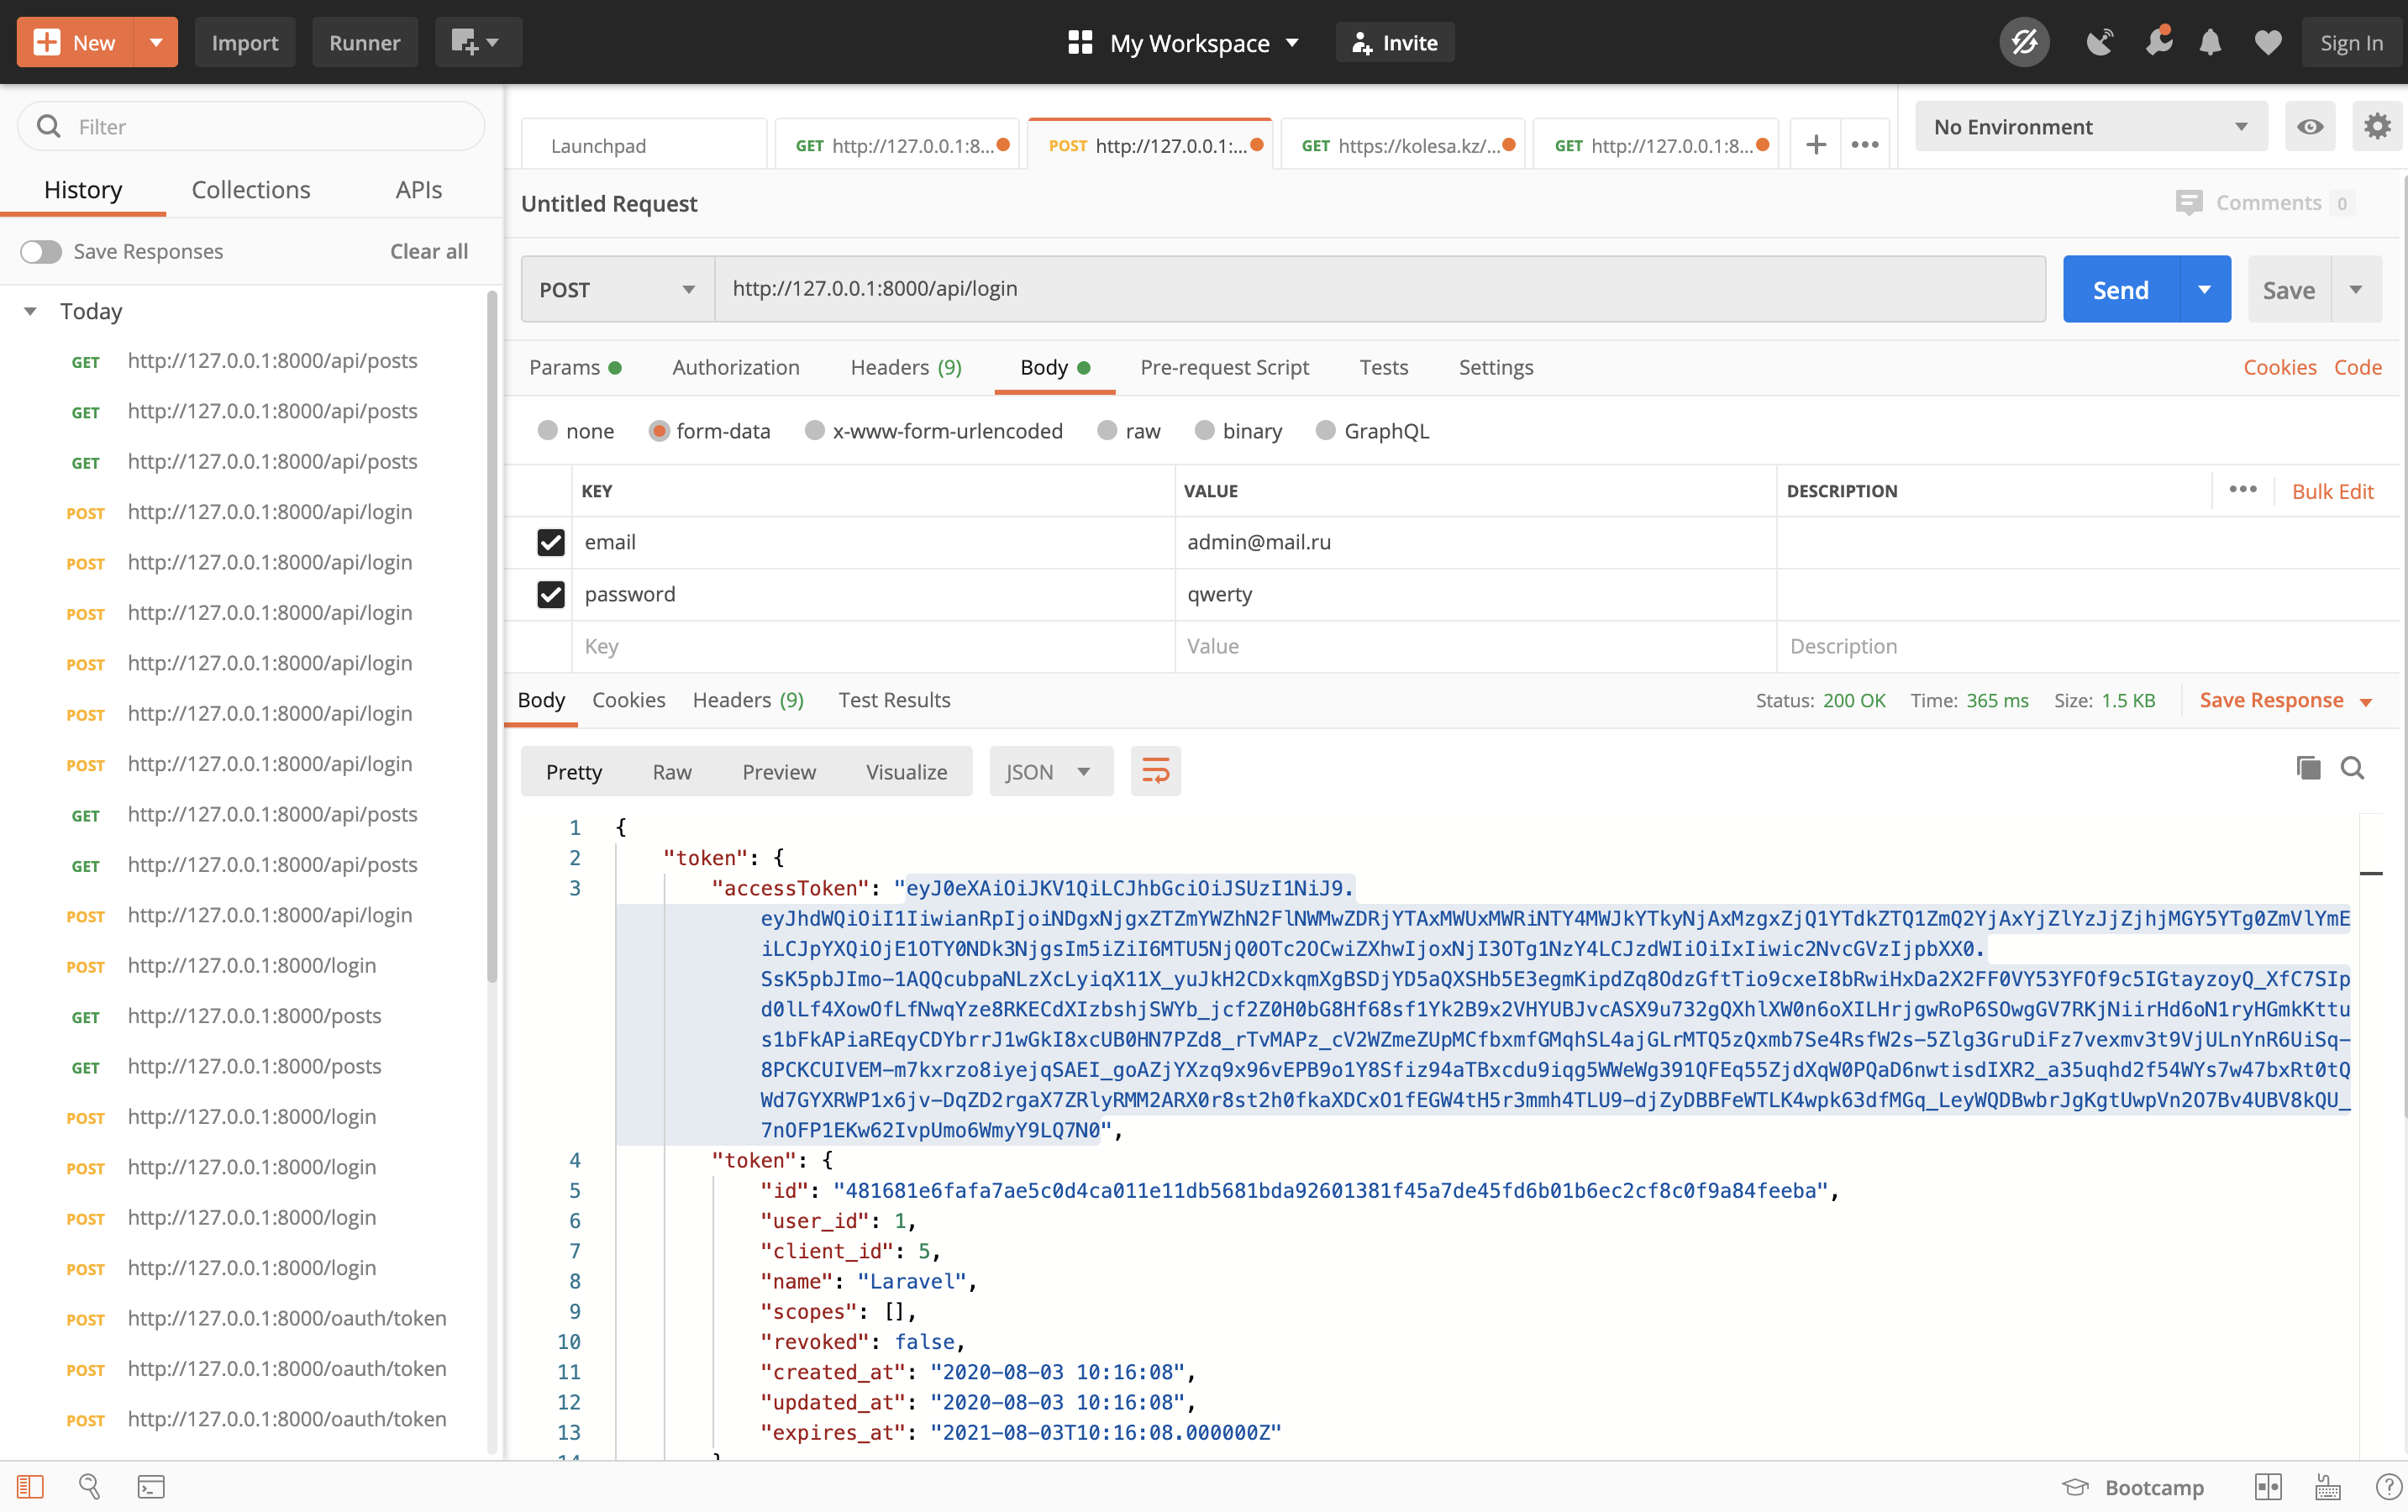 New
Import
Runner
My Workspace
Invite
Sign In
Filter
History
Collections
APIs
Save Responses
Clear all
Today
GET http://127.0.0.1:8000/api/posts
GET http://127.0.0.1:8000/api/posts
GET http://127.0.0.1:8000/api/posts
POST http://127.0.0.1:8000/api/login
POST http://127.0.0.1:8000/api/login
POST http://127.0.0.1:8000/api/login
POST http://127.0.0.1:8000/api/login
POST http://127.0.0.1:8000/api/login
POST http://127.0.0.1:8000/api/login
GET http://127.0.0.1:8000/api/posts
GET http://127.0.0.1:8000/api/posts
POST http://127.0.0.1:8000/api/login
POST http://127.0.0.1:8000/login
GET http://127.0.0.1:8000/posts
GET http://127.0.0.1:8000/posts
POST http://127.0.0.1:8000/login
POST http://127.0.0.1:8000/login
POST http://127.0.0.1:8000/login
POST http://127.0.0.1:8000/login
POST http://127.0.0.1:8000/oauth/token
POST http://127.0.0.1:8000/oauth/token
POST http://127.0.0.1:8000/oauth/token
Launchpad
GET http://127.0.0.1:8...
POST http://127.0.0.1:...
GET https://kolesa.kz/...
GET http://127.0.0.1:8...
No Environment
Untitled Request
Comments 0
POST
http://127.0.0.1:8000/api/login
Send
Save
Params
Authorization
Headers (9)
Body
Pre-request Script
Tests
Settings
Cookies
Code
none
form-data
x-www-form-urlencoded
raw
binary
GraphQL
KEY VALUE DESCRIPTION
Bulk Edit
email admin@mail.ru
password qwerty
Key Value Description
Body
Cookies
Headers (9)
Test Results
Status: 200 OK
Time: 365 ms
Size: 1.5 KB
Save Response
Pretty
Raw
Preview
Visualize
JSON
1 {
2 "token": {
3 "accessToken": "eyJ0eXAiOiJKV1QiLCJhbGciOiJSUzI1NiJ9.
eyJhdWQiOiI1IiwianRpIjoiNDgxNjgxZTZmYWZhN2FlNWMwZDRjYTAxMWUxMWRiNTY4MWJkYTkyNjAxMzgxZjQ1YTdkZTQ1ZmQ2YjAxYjZlYzJjZjhjMGY5YTg0ZmVlYmE
iLCJpYXQiOjE1OTY0NDk3NjgsIm5iZiI6MTU5NjQ0OTc2OCwiZXhwIjoxNjI3OTg1NzY4LCJzdWIiOiIxIiwic2NvcGVzIjpbXX0.
SsK5pbJImo-1AQQcubpaNLzXcLyiqX11X_yuJkH2CDxkqmXgBSDjYD5aQXSHb5E3egmKipdZq8OdzGftTio9cxeI8bRwiHxDa2X2FF0VY53YFOf9c5IGtayzoyQ_XfC7SIp
d0lLf4XowOfLfNwqYze8RKECdXIzbshjSWYb_jcf2Z0H0bG8Hf68sf1Yk2B9x2VHYUBJvcASX9u732gQXhlXW0n6oXILHrjgwRoP6SOwgGV7RKjNiirHd6oN1ryHGmkKttu
s1bFkAPiaREqyCDYbrrJ1wGkI8xcUB0HN7PZd8_rTvMAPz_cV2WZmeZUpMCfbxmfGMqhSL4ajGLrMTQ5zQxmb7Se4RsfW2s-5Zlg3GruDiFz7vexmv3t9VjULnYnR6UiSq-
8PCKCUIVEM-m7kxrzo8iyejqSAEI_goAZjYXzq9x96vEPB9o1Y8Sfiz94aTBxcdu9iqg5WWeWg391QFEq55ZjdXqW0PQaD6nwtisdIXR2_a35uqhd2f54WYs7w47bxRt0tQ
Wd7GYXRWP1x6jv-DqZD2rgaX7ZRlyRMM2ARX0r8st2h0fkaXDCxO1fEGW4tH5r3mmh4TLU9-djZyDBBFeWTLK4wpk63dfMGq_LeyWQDBwbrJgKgtUwpVn2O7Bv4UBV8kQU_
7nOFP1EKw62IvpUmo6WmyY9LQ7N0",
4 "token": {
5 "id": "481681e6fafa7ae5c0d4ca011e11db5681bda92601381f45a7de45fd6b01b6ec2cf8c0f9a84feeba",
6 "user_id": 1,
7 "client_id": 5,
8 "name": "Laravel",
9 "scopes": [],
10 "revoked": false,
11 "created_at": "2020-08-03 10:16:08",
12 "updated_at": "2020-08-03 10:16:08",
13 "expires_at": "2021-08-03T10:16:08.000000Z"
Bootcamp